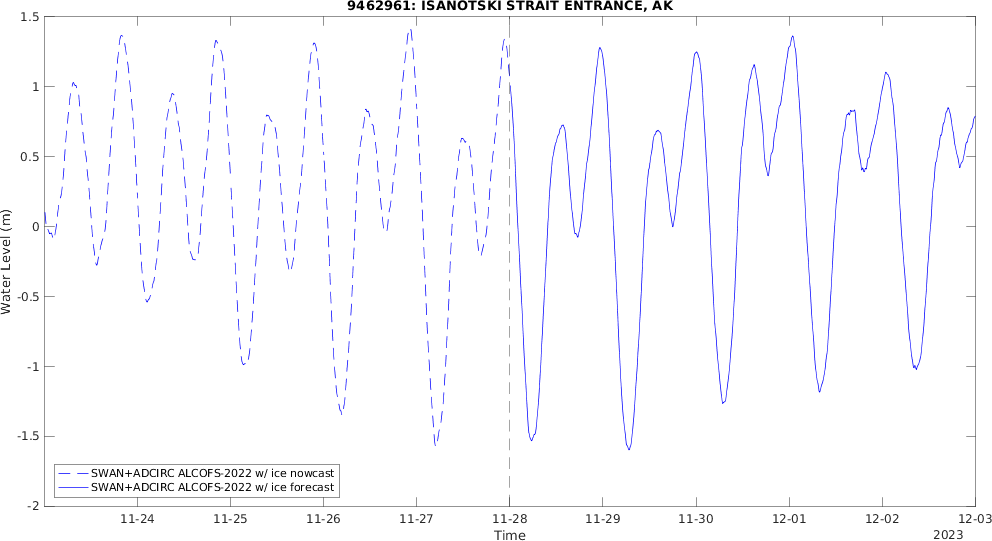 9462961: ISANOTSKI STRAIT ENTRANCE, AK
1.5
1
0.5
0
-0.5
-1
-1.5
-2
Water Level (m)
SWAN+ADCIRC ALCOFS-2022 w/ ice nowcast
SWAN+ADCIRC ALCOFS-2022 w/ ice forecast
11-24 11-25 11-26 11-27 11-28 11-29 11-30 12-01 12-02 12-03
Time
2023